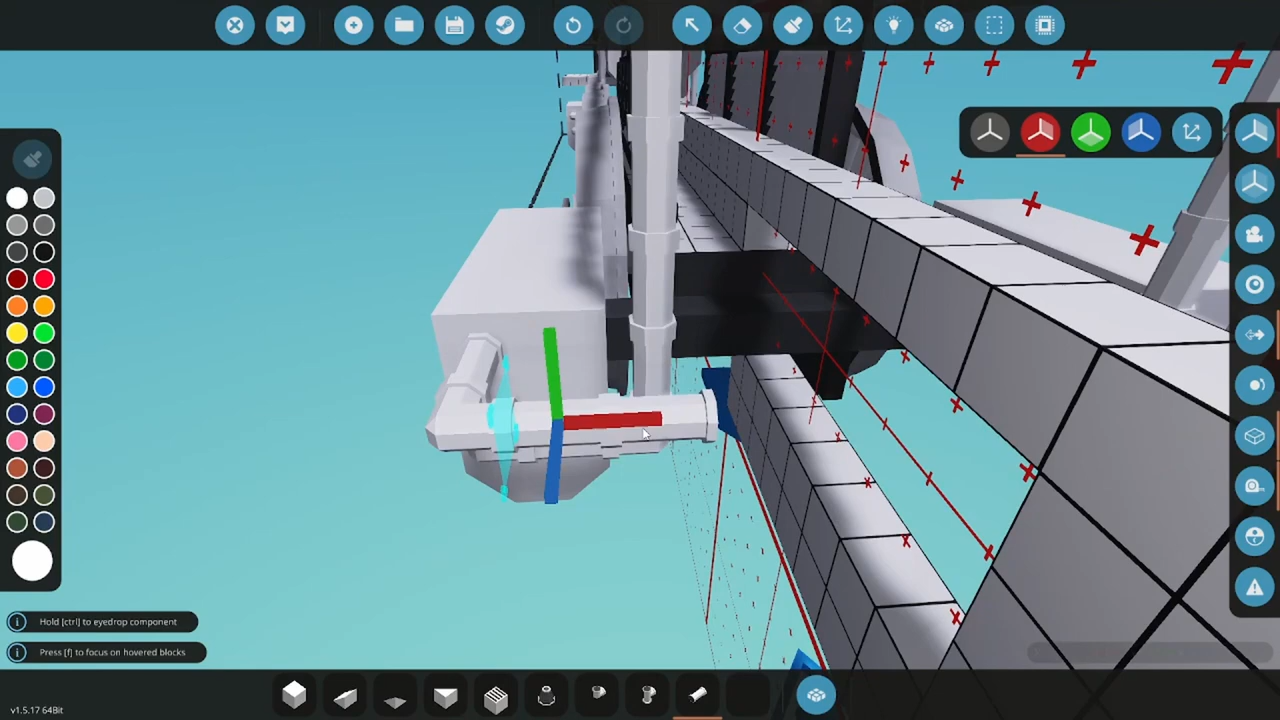 Hold [ctrl] to eyedrop component
Press [f] to focus on hovered blocks
v1.5.17 64Bit